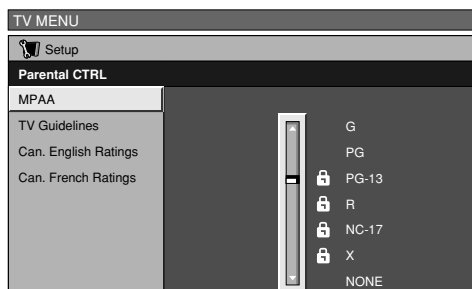 TV MENU
Setup
Parental CTRL
MPAA
TV Guidelines
Can. English Ratings
Can. French Ratings
G
PG
PG-13
R
NC-17
X
NONE